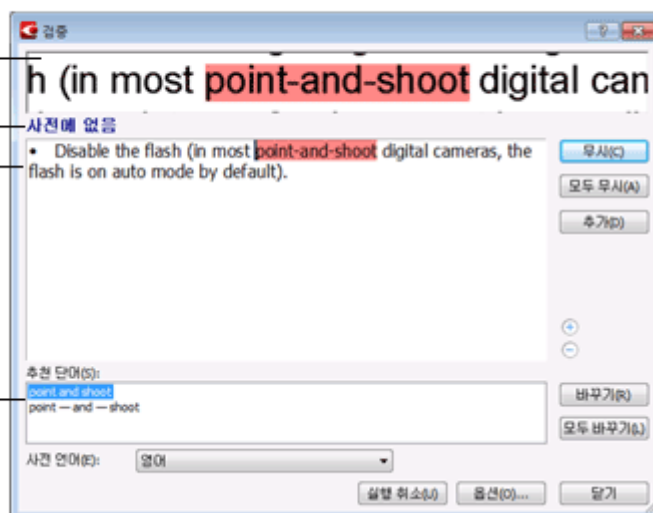 검증
h (in most point-and-shoot digital can
사전에 없음
• Disable the flash (in most point-and-shoot digital cameras, the
flash is on auto mode by default).
무시(C)
모두 무시(A)
추가(D)
추천 단어(S):
point and shoot
point — and — shoot
바꾸기(R)
모두 바꾸기(L)
사전 언어(E): 영어
실행 취소(U) 옵션(O)... 닫기